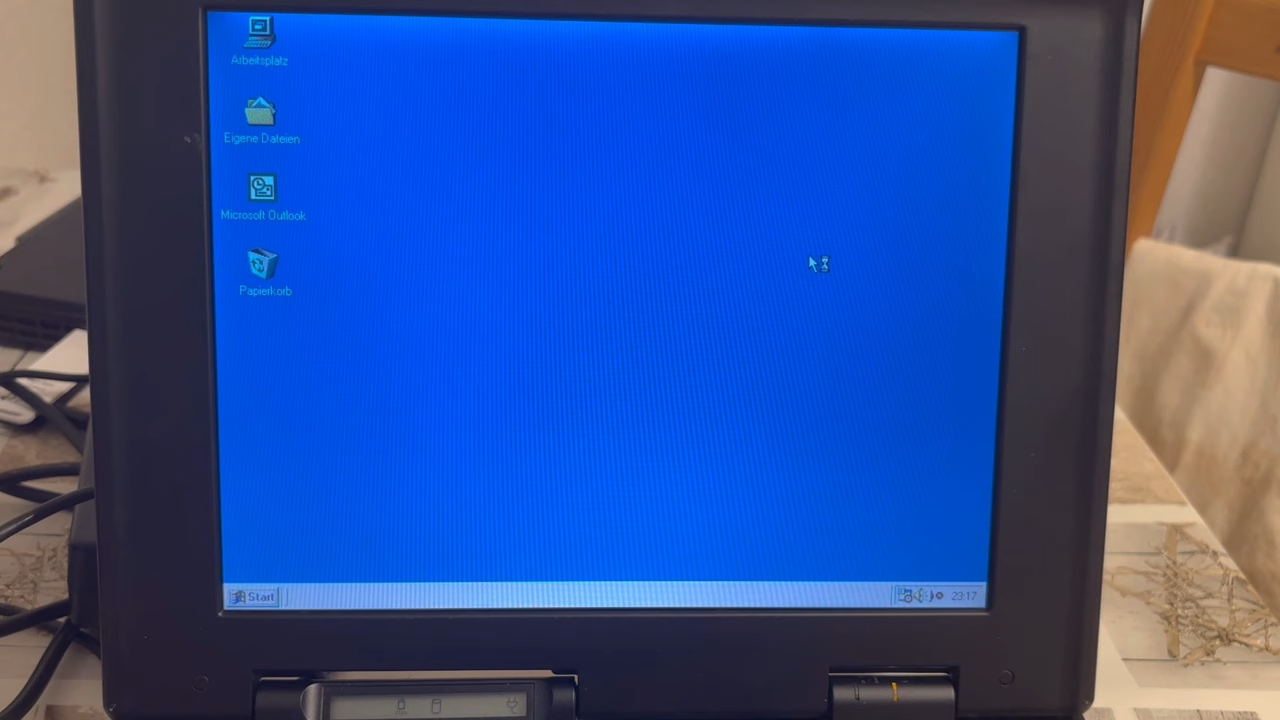 Arbeitsplatz
Eigene Dateien
Microsoft Outlook
Papierkorb
Start
23:17